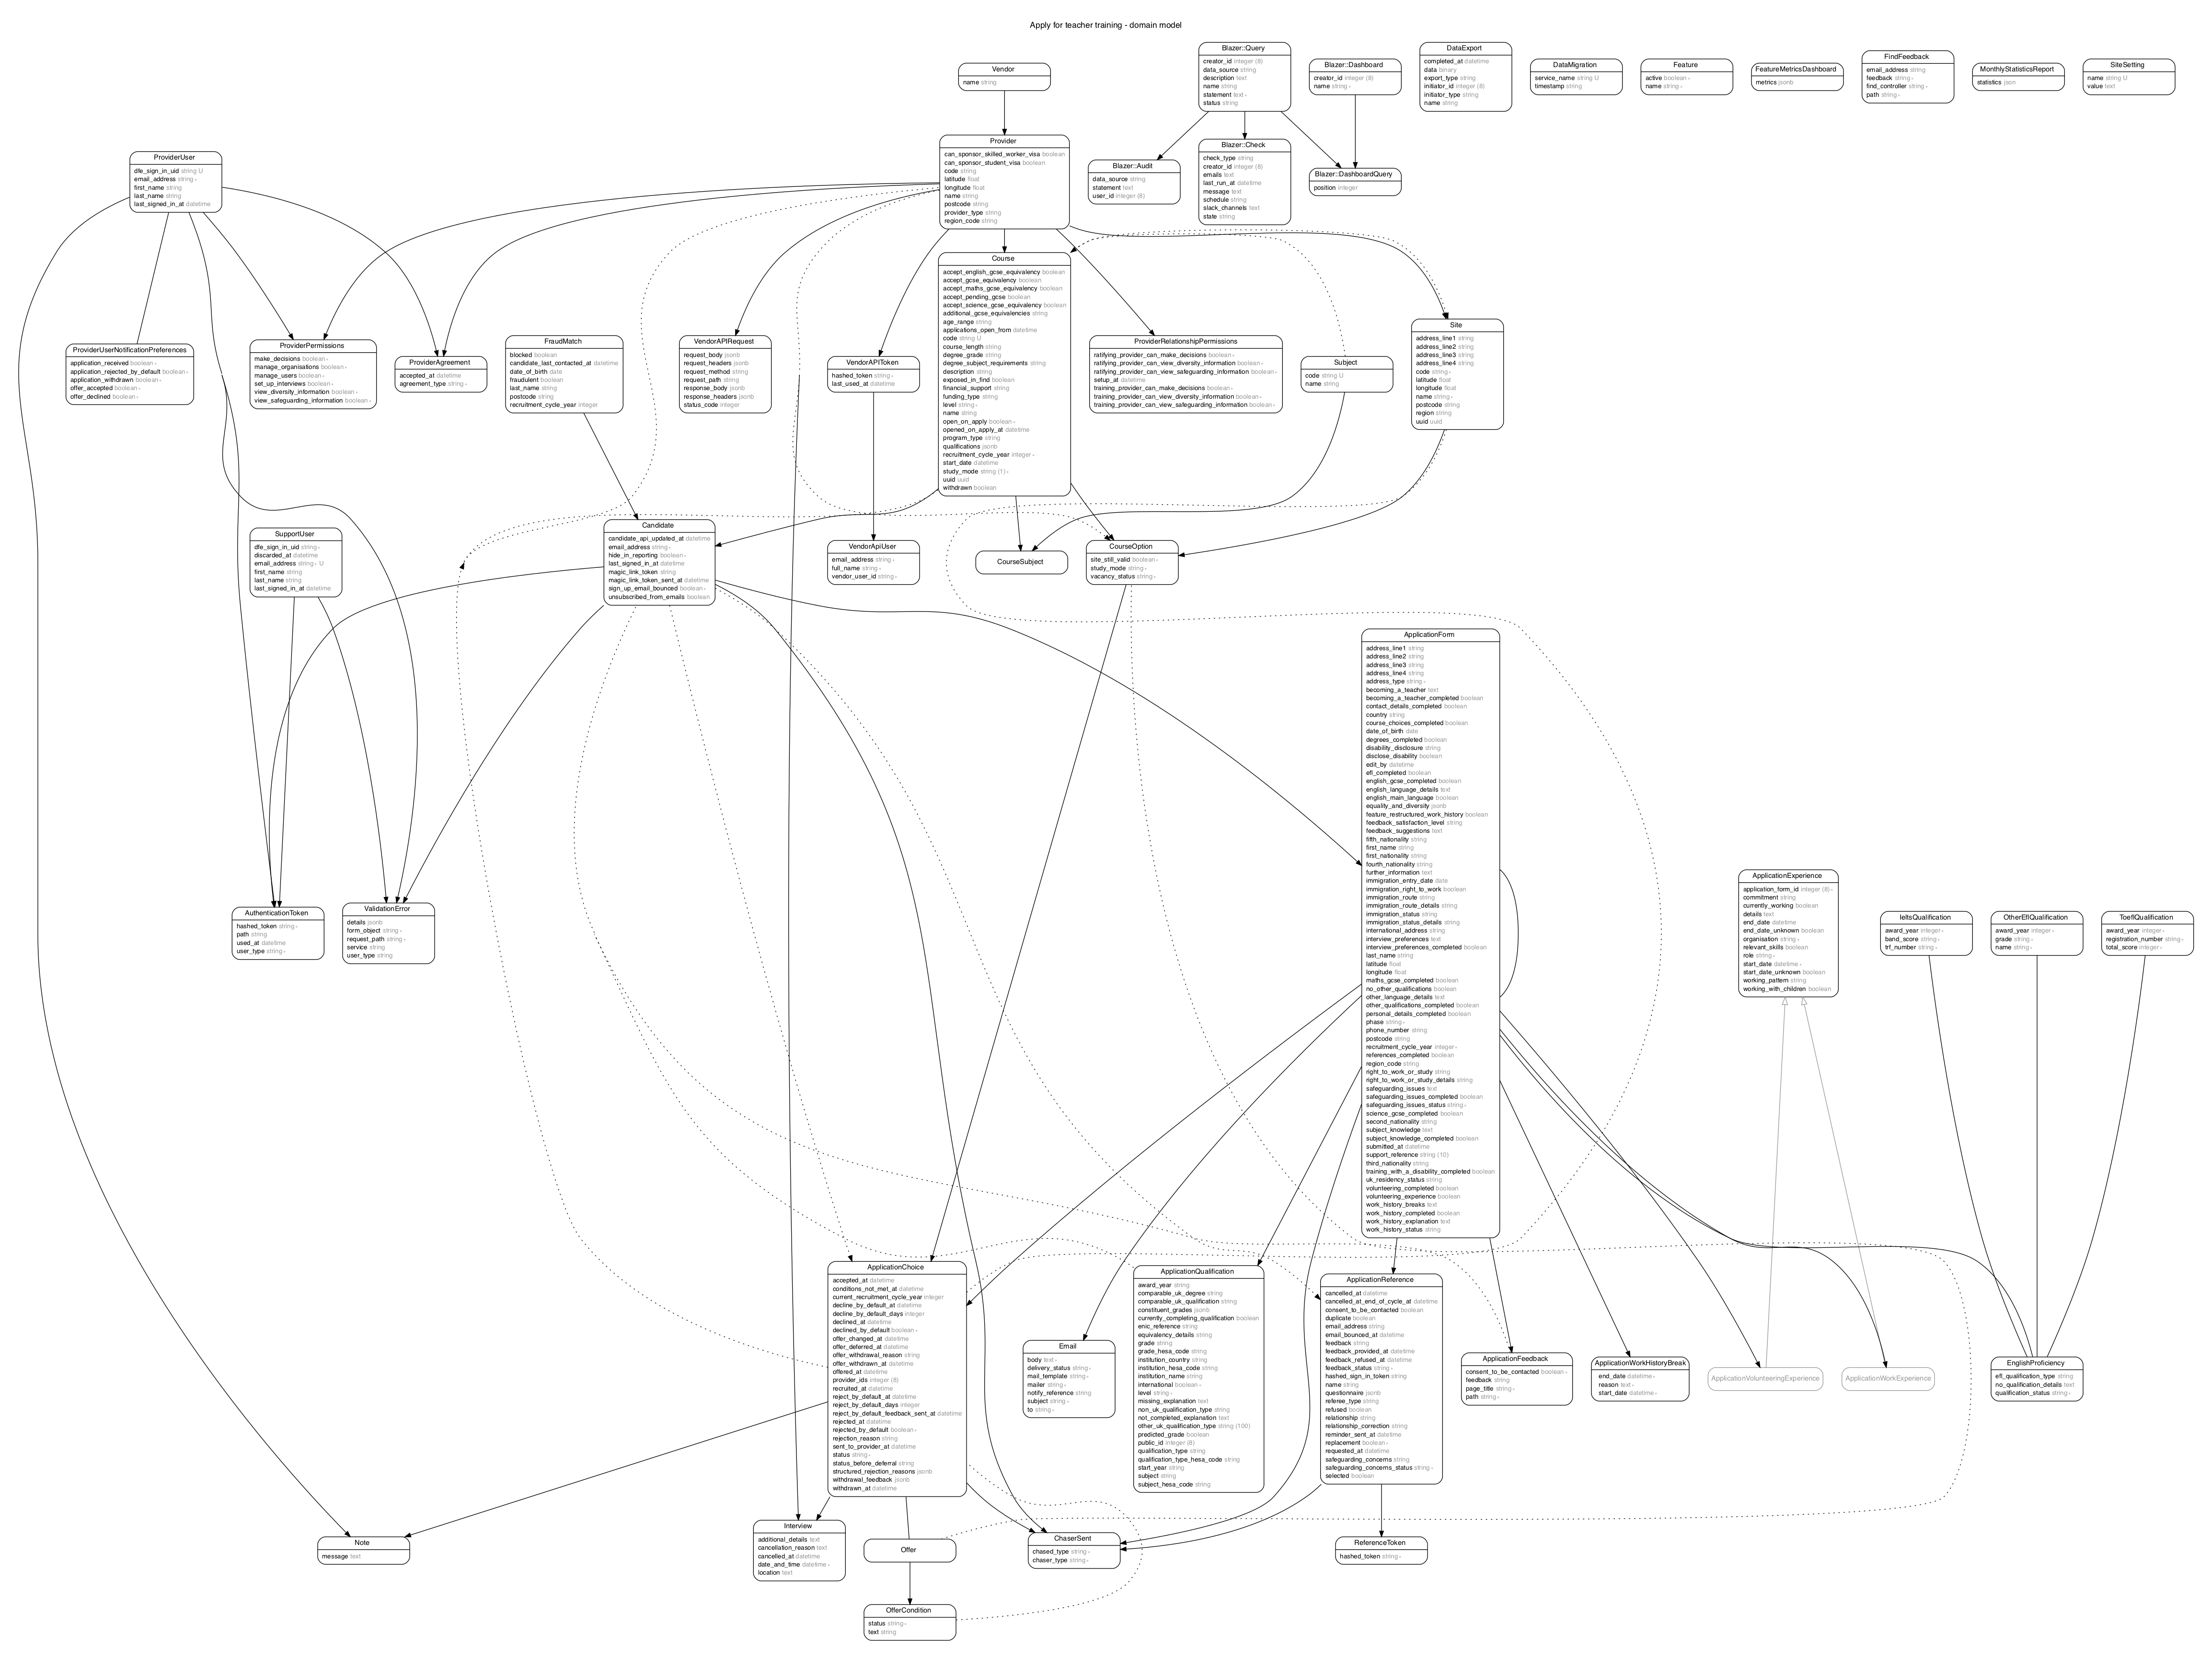 Apply for teacher training - domain model
Blazer::Query
creator_id integer (8)
data_source string
description text
name string
statement text ∗
status string
Blazer::Dashboard
creator_id integer (8)
name string ∗
DataExport
completed_at datetime
data binary
export_type string
initiator_id integer (8)
initiator_type string
name string
DataMigration
service_name string U
timestamp string
Feature
active boolean ∗
name string ∗
FeatureMetricsDashboard
metrics jsonb
FindFeedback
email_address string
feedback string ∗
find_controller string ∗
path string ∗
MonthlyStatisticsReport
statistics json
SiteSetting
name string U
value text
Vendor
name string
Provider
can_sponsor_skilled_worker_visa boolean
can_sponsor_student_visa boolean
code string
latitude float
longitude float
name string
postcode string
provider_type string
region_code string
Blazer::Audit
data_source string
statement text
user_id integer (8)
Blazer::Check
check_type string
creator_id integer (8)
emails text
last_run_at datetime
message text
schedule string
slack_channels text
state string
Blazer::DashboardQuery
position integer
ProviderUser
dfe_sign_in_uid string U
email_address string ∗
first_name string
last_name string
last_signed_in_at datetime
Course
accept_english_gcse_equivalency boolean
accept_gcse_equivalency boolean
accept_maths_gcse_equivalency boolean
accept_pending_gcse boolean
accept_science_gcse_equivalency boolean
additional_gcse_equivalencies string
age_range string
applications_open_from datetime
code string U
course_length string
degree_grade string
degree_subject_requirements string
description string
exposed_in_find boolean
financial_support string
funding_type string
level string ∗
name string
open_on_apply boolean ∗
opened_on_apply_at datetime
program_type string
qualifications jsonb
recruitment_cycle_year integer ∗
start_date datetime
study_mode string (1) ∗
uuid uuid
withdrawn boolean
ProviderUserNotificationPreferences
application_received boolean ∗
application_rejected_by_default boolean ∗
application_withdrawn boolean ∗
offer_accepted boolean ∗
offer_declined boolean ∗
ProviderPermissions
make_decisions boolean ∗
manage_organisations boolean ∗
manage_users boolean ∗
set_up_interviews boolean ∗
view_diversity_information boolean ∗
view_safeguarding_information boolean ∗
ProviderAgreement
accepted_at datetime
agreement_type string ∗
FraudMatch
blocked boolean
candidate_last_contacted_at datetime
date_of_birth date
fraudulent boolean
last_name string
postcode string
recruitment_cycle_year integer
VendorAPIRequest
request_body jsonb
request_headers jsonb
request_method string
request_path string
response_body jsonb
response_headers jsonb
status_code integer
VendorAPIToken
hashed_token string ∗
last_used_at datetime
ProviderRelationshipPermissions
ratifying_provider_can_make_decisions boolean ∗
ratifying_provider_can_view_diversity_information boolean ∗
ratifying_provider_can_view_safeguarding_information boolean ∗
setup_at datetime
training_provider_can_make_decisions boolean ∗
training_provider_can_view_diversity_information boolean ∗
training_provider_can_view_safeguarding_information boolean ∗
Subject
code string U
name string
Site
address_line1 string
address_line2 string
address_line3 string
address_line4 string
code string ∗
latitude float
longitude float
name string ∗
postcode string
region string
uuid uuid
SupportUser
dfe_sign_in_uid string ∗
discarded_at datetime
email_address string ∗ U
first_name string
last_name string
last_signed_in_at datetime
Candidate
candidate_api_updated_at datetime
email_address string ∗
hide_in_reporting boolean ∗
last_signed_in_at datetime
magic_link_token string
magic_link_token_sent_at datetime
sign_up_email_bounced boolean ∗
unsubscribed_from_emails boolean
VendorApiUser
email_address string ∗
full_name string ∗
vendor_user_id string ∗
CourseSubject
CourseOption
site_still_valid boolean ∗
study_mode string ∗
vacancy_status string ∗
ApplicationForm
address_line1 string
address_line2 string
address_line3 string
address_line4 string
address_type string ∗
becoming_a_teacher text
becoming_a_teacher_completed boolean
contact_details_completed boolean
country string
course_choices_completed boolean
date_of_birth date
degrees_completed boolean
disability_disclosure string
disclose_disability boolean
edit_by datetime
efl_completed boolean
english_gcse_completed boolean
english_language_details text
english_main_language boolean
equality_and_diversity jsonb
feature_restructured_work_history boolean
feedback_satisfaction_level string
feedback_suggestions text
fifth_nationality string
first_name string
first_nationality string
fourth_nationality string
further_information text
immigration_entry_date date
immigration_right_to_work boolean
immigration_route string
immigration_route_details string
immigration_status string
immigration_status_details string
international_address string
interview_preferences text
interview_preferences_completed boolean
last_name string
latitude float
longitude float
maths_gcse_completed boolean
no_other_qualifications boolean
other_language_details text
other_qualifications_completed boolean
personal_details_completed boolean
phase string ∗
phone_number string
postcode string
recruitment_cycle_year integer ∗
references_completed boolean
region_code string
right_to_work_or_study string
right_to_work_or_study_details string
safeguarding_issues text
safeguarding_issues_completed boolean
safeguarding_issues_status string ∗
science_gcse_completed boolean
second_nationality string
subject_knowledge text
subject_knowledge_completed boolean
submitted_at datetime
support_reference string (10)
third_nationality string
training_with_a_disability_completed boolean
uk_residency_status string
volunteering_completed boolean
volunteering_experience boolean
work_history_breaks text
work_history_completed boolean
work_history_explanation text
work_history_status string
AuthenticationToken
hashed_token string ∗
path string
used_at datetime
user_type string ∗
ValidationError
details jsonb
form_object string ∗
request_path string ∗
service string
user_type string
ApplicationExperience
application_form_id integer (8) ∗
commitment string
currently_working boolean
details text
end_date datetime
end_date_unknown boolean
organisation string ∗
relevant_skills boolean
role string ∗
start_date datetime ∗
start_date_unknown boolean
working_pattern string
working_with_children boolean
IeltsQualification
award_year integer ∗
band_score string ∗
trf_number string ∗
OtherEflQualification
award_year integer ∗
grade string ∗
name string ∗
ToeflQualification
award_year integer ∗
registration_number string ∗
total_score integer ∗
ApplicationChoice
accepted_at datetime
conditions_not_met_at datetime
current_recruitment_cycle_year integer
decline_by_default_at datetime
decline_by_default_days integer
declined_at datetime
declined_by_default boolean ∗
offer_changed_at datetime
offer_deferred_at datetime
offer_withdrawal_reason string
offer_withdrawn_at datetime
offered_at datetime
provider_ids integer (8)
recruited_at datetime
reject_by_default_at datetime
reject_by_default_days integer
reject_by_default_feedback_sent_at datetime
rejected_at datetime
rejected_by_default boolean ∗
rejection_reason string
sent_to_provider_at datetime
status string ∗
status_before_deferral string
structured_rejection_reasons jsonb
withdrawal_feedback jsonb
withdrawn_at datetime
Email
body text ∗
delivery_status string ∗
mail_template string ∗
mailer string ∗
notify_reference string
subject string ∗
to string ∗
ApplicationQualification
award_year string
comparable_uk_degree string
comparable_uk_qualification string
constituent_grades jsonb
currently_completing_qualification boolean
enic_reference string
equivalency_details string
grade string
grade_hesa_code string
institution_country string
institution_hesa_code string
institution_name string
international boolean ∗
level string ∗
missing_explanation text
non_uk_qualification_type string
not_completed_explanation text
other_uk_qualification_type string (100)
predicted_grade boolean
public_id integer (8)
qualification_type string
qualification_type_hesa_code string
start_year string
subject string
subject_hesa_code string
ApplicationReference
cancelled_at datetime
cancelled_at_end_of_cycle_at datetime
consent_to_be_contacted boolean
duplicate boolean
email_address string
email_bounced_at datetime
feedback string
feedback_provided_at datetime
feedback_refused_at datetime
feedback_status string ∗
hashed_sign_in_token string
name string
questionnaire jsonb
referee_type string
refused boolean
relationship string
relationship_correction string
reminder_sent_at datetime
replacement boolean ∗
requested_at datetime
safeguarding_concerns string
safeguarding_concerns_status string ∗
selected boolean
ApplicationFeedback
consent_to_be_contacted boolean ∗
feedback string
page_title string ∗
path string ∗
ApplicationWorkHistoryBreak
end_date datetime ∗
reason text ∗
start_date datetime ∗
ApplicationVolunteeringExperience
ApplicationWorkExperience
EnglishProficiency
efl_qualification_type string
no_qualification_details text
qualification_status string ∗
Note
message text
Interview
additional_details text
cancellation_reason text
cancelled_at datetime
date_and_time datetime ∗
location text
Offer
ChaserSent
chased_type string ∗
chaser_type string ∗
ReferenceToken
hashed_token string ∗
OfferCondition
status string ∗
text string